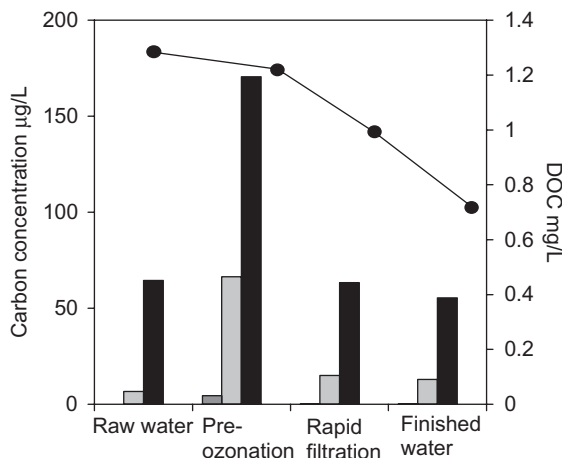 200
150
100
50
0
Carbon concentration µg/L
1.4
1.2
1
0.8
0.6
0.4
0.2
0
DOC mg/L
Raw water
Pre-
ozonation
Rapid
filtration
Finished
water